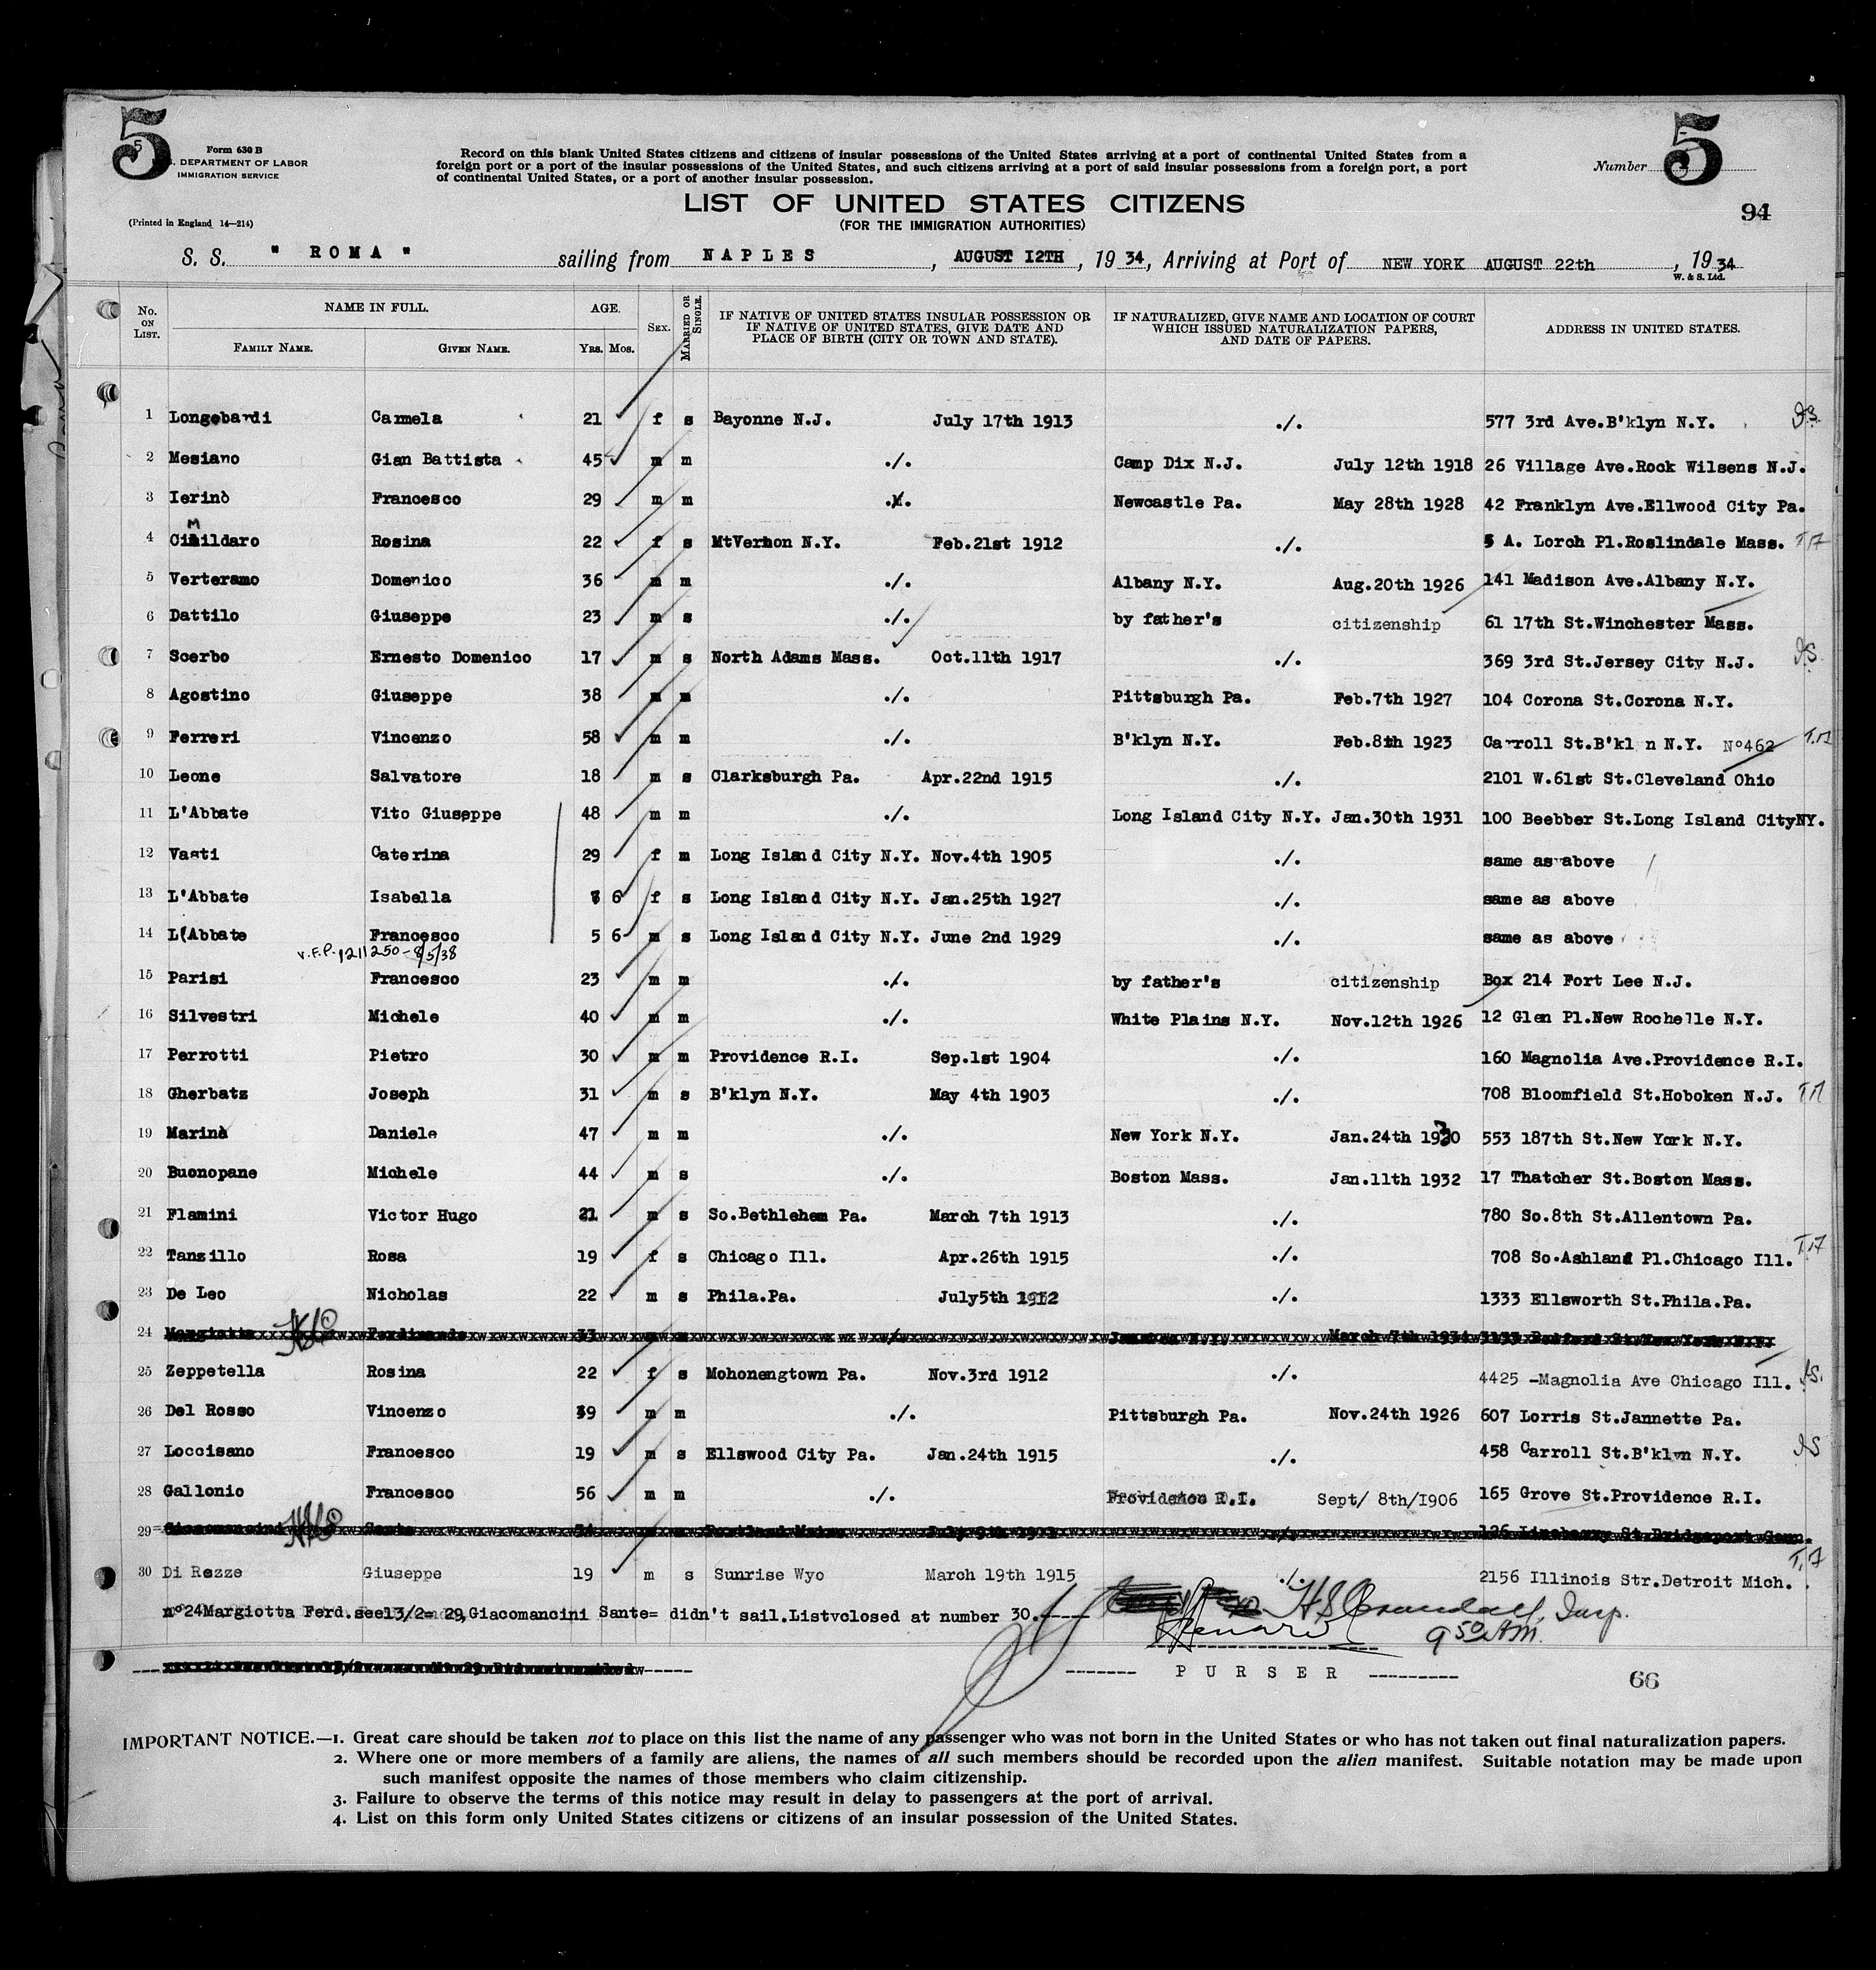 5
5
Form 630 B
DEPARTMENT OF LABOR
IMMIGRATION SERVICE
(Printed in England 14—214)
Record on this blank United States citizens and citizens of insular possessions of the United States arriving at a port of continental United States from a
foreign port or a port of the insular possessions of the United States, and such citizens arriving at a port of said insular possessions from a foreign port, a port
of continental United States, or a port of another insular possession.
Number 5
LIST OF UNITED STATES CITIZENS
(FOR THE IMMIGRATION AUTHORITIES)
94
S. S. " ROMA " sailing from NAPLES, AUGUST 12TH, 1934, Arriving at Port of NEW YORK AUGUST 22th, 1934
W. & S. Ltd.
No. ON LIST. NAME IN FULL. AGE. SEX. MARRIED OR SINGLE. IF NATIVE OF UNITED STATES INSULAR POSSESSION OR IF NATIVE OF UNITED STATES, GIVE DATE AND PLACE OF BIRTH (CITY OR TOWN AND STATE). IF NATURALIZED, GIVE NAME AND LOCATION OF COURT WHICH ISSUED NATURALIZATION PAPERS, AND DATE OF PAPERS. ADDRESS IN UNITED STATES.
FAMILY NAME. GIVEN NAME. YRS. MOS.
1 Longobardi Carmela 21 f s Bayonne N.J. July 17th 1913 ./. 577 3rd Ave.B'klyn N.Y.
2 Mesiano Gian Battista 45 m m ./. Camp Dix N.J. July 12th 1918 26 Village Ave.Rock Wilsens N.J.
3 Ierinò Francesco 29 m m ./. Newcastle Pa. May 28th 1928 42 Franklyn Ave.Ellwood City Pa.
4 Cimildaro Rosina 22 f s MtVernon N.Y. Feb.21st 1912 ./. 5 A. Lorch Pl.Roslindale Mass.
5 Verteramo Domenico 36 m m ./. Albany N.Y. Aug.20th 1926 141 Madison Ave.Albany N.Y.
6 Dattilo Giuseppe 23 m s ./. by father's citizenship 61 17th St.Winchester Mass.
7 Scerbo Ernesto Domenico 17 m s North Adams Mass. Oct.11th 1917 ./. 369 3rd St.Jersey City N.J.
8 Agostino Giuseppe 38 m m ./. Pittsburgh Pa. Feb.7th 1927 104 Corona St.Corona N.Y.
9 Ferreri Vincenzo 58 m m ./. B'klyn N.Y. Feb.8th 1923 Carroll St.B'kl n N.Y. N°462
10 Leone Salvatore 18 m s Clarksburgh Pa. Apr.22nd 1915 ./. 2101 W.61st St.Cleveland Ohio
11 L'Abbate Vito Giuseppe 48 m m ./. Long Island City N.Y. Jan.30th 1931 100 Beebber St.Long Island CityNY.
12 Vasti Caterina 29 f m Long Island City N.Y. Nov.4th 1905 ./. same as above
13 L'Abbate Isabella 6 f s Long Island City N.Y. Jan.25th 1927 ./. same as above
14 L(Abbate Francesco 5 6 m s Long Island City N.Y. June 2nd 1929 ./. same as above
V.F.P. 1211250-8/5/38
15 Parisi Francesco 23 m m ./. by father's citizenship Box 214 Fort Lee N.J.
16 Silvestri Michele 40 m m ./. White Plains N.Y. Nov.12th 1926 12 Glen Pl.New Rochelle N.Y.
17 Perrotti Pietro 30 m m Providence R.I. Sep.1st 1904 ./. 160 Magnolia Ave.Providence R.I.
18 Gherbatz Joseph 31 m s B'klyn N.Y. May 4th 1903 ./. 708 Bloomfield St.Hoboken N.J.
19 Marinà Daniele 47 m m ./. New York N.Y. Jan.24th 1930 553 187th St.New York N.Y.
20 Buonopane Michele 44 m s ./. Boston Mass. Jan.11th 1932 17 Thatcher St.Boston Mass.
21 Flamini Victor Hugo 21 m s So.Bethlehem Pa. March 7th 1913 ./. 780 So.8th St.Allentown Pa.
22 Tanzillo Rosa 19 f s Chicago Ill. Apr.26th 1915 ./. 708 So.Ashland Pl.Chicago Ill.
23 De Leo Nicholas 22 m s Phila.Pa. July5th 1912 ./. 1333 Ellsworth St.Phila.Pa.
24 Margiotta Ferdinando 33 March 7th 1934
25 Zeppetella Rosina 22 f s Mohonengtown Pa. Nov.3rd 1912 ./. 4425 -Magnolia Ave Chicago Ill.
26 Del Rosso Vincenzo 39 m m ./. Pittsburgh Pa. Nov.24th 1926 607 Lorris St.Jannette Pa.
27 Loccisano Francesco 19 m s Ellswood City Pa. Jan.24th 1915 ./. 458 Carroll St.B'klyn N.Y.
28 Gallonio Francesco 56 m m ./. Providence R.I. Sept/ 8th/1906 165 Grove St.Providence R.I.
29 Giacomancini Sante Portland Maine
30 Di Rezze Giuseppe 19 m s Sunrise Wyo March 19th 1915 ./. 2156 Illinois Str.Detroit Mich.
n°24Margiotta Ferd.see13/2= 29,Giacomancini Sante= didn't sail.Listvclosed at number 30.
H S Crandall, Insp.
9 50 AM.
PURSER
66
IMPORTANT NOTICE.—1. Great care should be taken not to place on this list the name of any passenger who was not born in the United States or who has not taken out final naturalization papers.
2. Where one or more members of a family are aliens, the names of all such members should be recorded upon the alien manifest. Suitable notation may be made upon
such manifest opposite the names of those members who claim citizenship.
3. Failure to observe the terms of this notice may result in delay to passengers at the port of arrival.
4. List on this form only United States citizens or citizens of an insular possession of the United States.